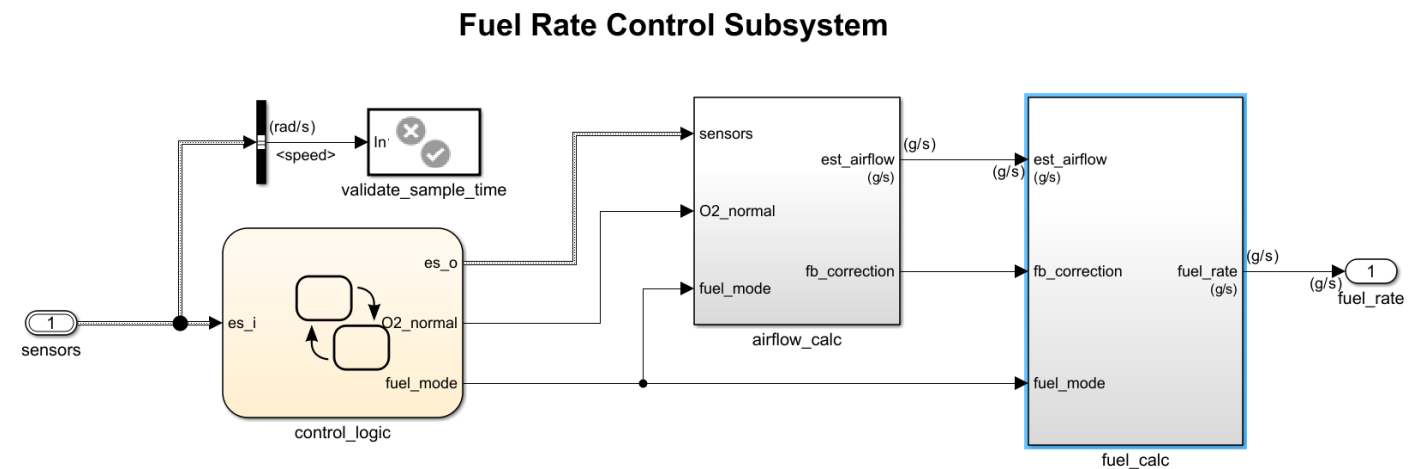 Fuel Rate Control Subsystem
(rad/s)
<speed>
In
validate_sample_time
1
sensors
es_i
es_o
O2_normal
fuel_mode
control_logic
sensors
O2_normal
fuel_mode
est_airflow
(g/s)
fb_correction
airflow_calc
(g/s)
(g/s)
est_airflow
(g/s)
fb_correction
fuel_mode
fuel_rate
(g/s)
fuel_calc
(g/s)
(g/s)
1
fuel_rate